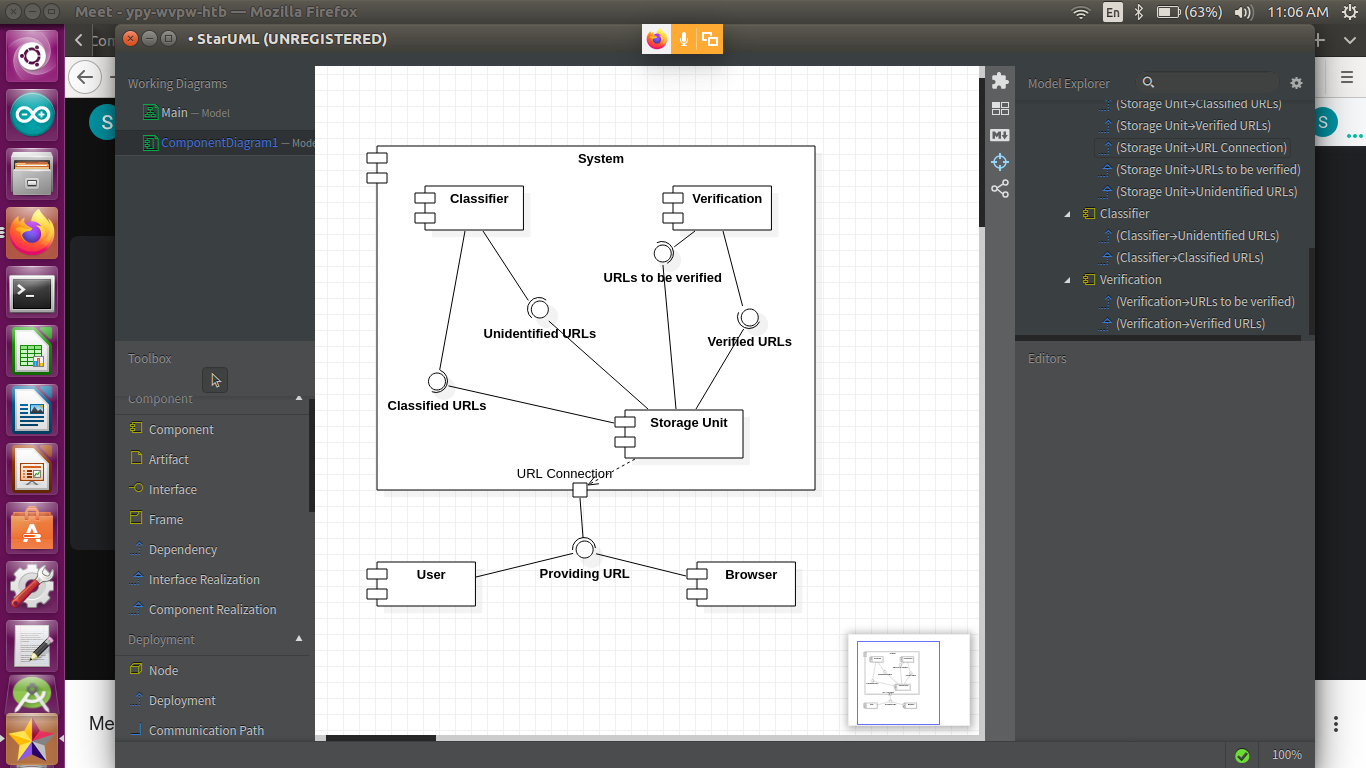 Meet - ypy-wvpw-htb — Mozilla Firefox
En
(63%)
11:06 AM
• StarUML (UNREGISTERED)
Working Diagrams
Main — Model
ComponentDiagram1 — Mode
Toolbox
Component
Component
Artifact
Interface
Frame
Dependency
Interface Realization
Component Realization
Deployment
Node
Deployment
Communication Path
System
Classifier
Verification
URLs to be verified
Unidentified URLs
Verified URLs
Classified URLs
Storage Unit
URL Connection
User
Providing URL
Browser
M
Model Explorer
(Storage Unit→Classified URLs)
(Storage Unit→Verified URLs)
(Storage Unit→URL Connection)
(Storage Unit→URLs to be verified)
(Storage Unit→Unidentified URLs)
Classifier
(Classifier→Unidentified URLs)
(Classifier→Classified URLs)
Verification
(Verification→URLs to be verified)
(Verification→Verified URLs)
Editors
100%
S
S
Me